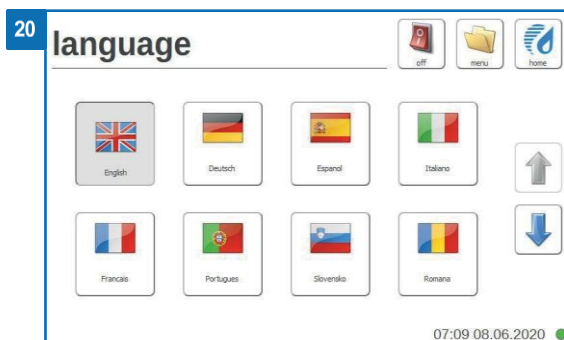 20
language
off menu home
English Deutsch Espanol Italiano
Francais Portugues Slovensko Romana
07:09 08.06.2020